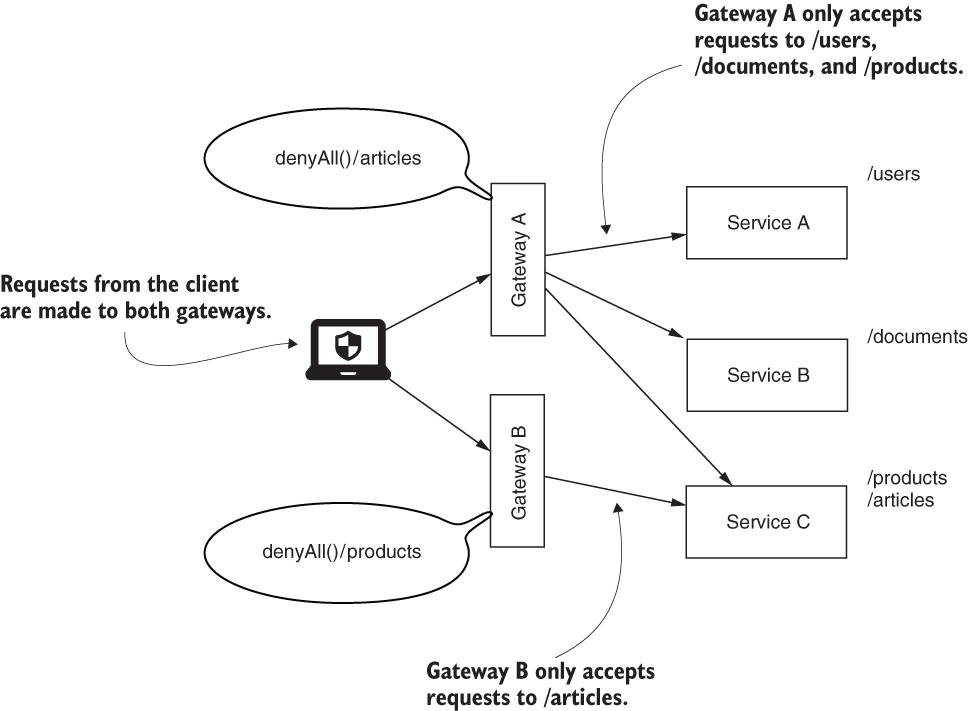 Gateway A only accepts
requests to /users,
/documents, and /products.
denyAll()/articles
/users
Gateway A
Service A
Requests from the client
are made to both gateways.
/documents
Service B
Gateway B
/products
/articles
Service C
denyAll()/products
Gateway B only accepts
requests to /articles.